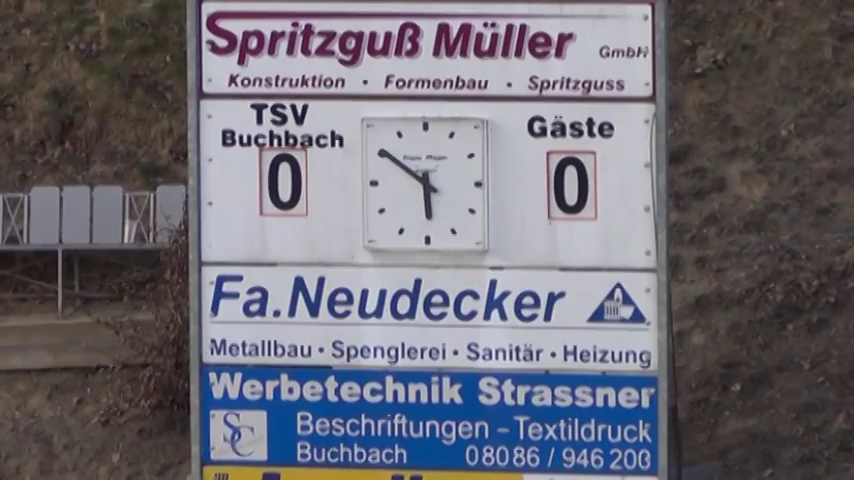 Spritzguß Müller GmbH
Konstruktion • Formenbau • Spritzguss
TSV
Buchbach
Gäste
0
0
Fa. Neudecker
Metallbau • Spenglerei • Sanitär • Heizung
Werbetechnik Strassner
SC
Beschriftungen - Textildruck
Buchbach 08086 / 946 200